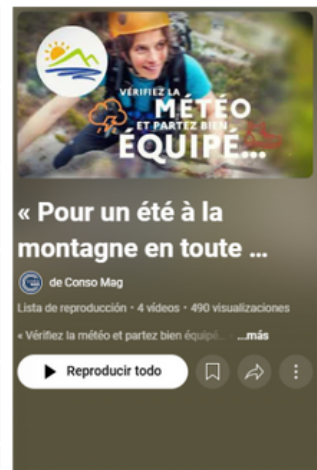 VÉRIFIEZ LA
MÉTÉO
ET PARTEZ BIEN
ÉQUIPÉ...
« Pour un été à la
montagne en toute ...
de Conso Mag
Lista de reproducción • 4 vídeos • 490 visualizaciones
« Vérifiez la météo et partez bien équipé... ...más
Reproducir todo